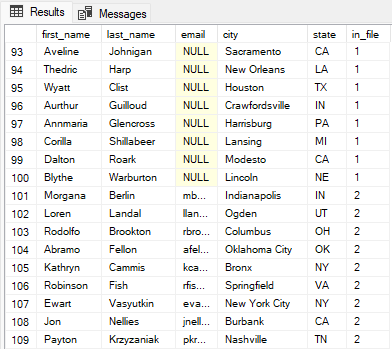 Results Messages
first_name last_name email city state in_file
93 Aveline Johnigan NULL Sacramento CA 1
94 Thedric Harp NULL New Orleans LA 1
95 Wyatt Clist NULL Houston TX 1
96 Aurthur Guilloud NULL Crawfordsville IN 1
97 Annmaria Glencross NULL Harrisburg PA 1
98 Corilla Shillabeer NULL Lansing MI 1
99 Dalton Roark NULL Modesto CA 1
100 Blythe Warburton NULL Lincoln NE 1
101 Morgana Berlin mb... Indianapolis IN 2
102 Loren Landal llan... Ogden UT 2
103 Rodolfo Brookton rbro... Columbus OH 2
104 Abramo Fellon afel... Oklahoma City OK 2
105 Kathryn Cammis kca... Bronx NY 2
106 Robinson Fish rfis... Springfield VA 2
107 Ewart Vasyutkin eva... New York City NY 2
108 Jon Nellies jnell... Burbank CA 2
109 Payton Krzyzaniak pkr... Nashville TN 2